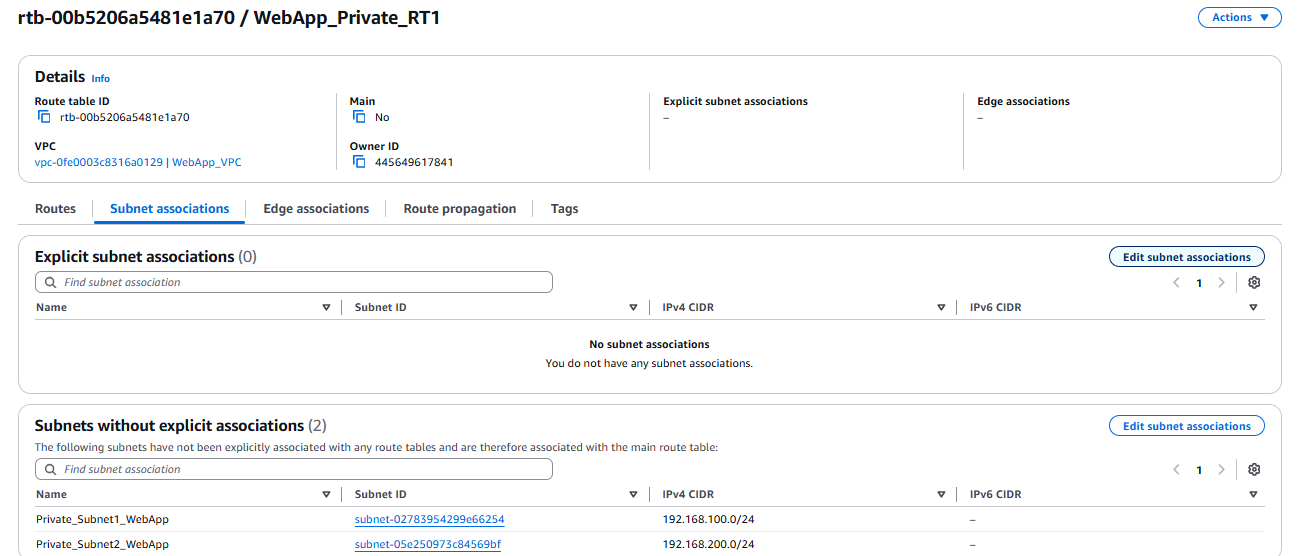 rtb-00b5206a5481e1a70 / WebApp_Private_RT1
Actions
Details Info
Route table ID
rtb-00b5206a5481e1a70
Main
No
Explicit subnet associations
–
Edge associations
–
VPC
vpc-0fe0003c8316a0129 | WebApp_VPC
Owner ID
445649617841
Routes Subnet associations Edge associations Route propagation Tags
Explicit subnet associations (0)
Edit subnet associations
Find subnet association
1
Name Subnet ID IPv4 CIDR IPv6 CIDR
No subnet associations
You do not have any subnet associations.
Subnets without explicit associations (2)
Edit subnet associations
The following subnets have not been explicitly associated with any route tables and are therefore associated with the main route table:
Find subnet association
1
Name Subnet ID IPv4 CIDR IPv6 CIDR
Private_Subnet1_WebApp subnet-02783954299e66254 192.168.100.0/24 –
Private_Subnet2_WebApp subnet-05e250973c84569bf 192.168.200.0/24 –